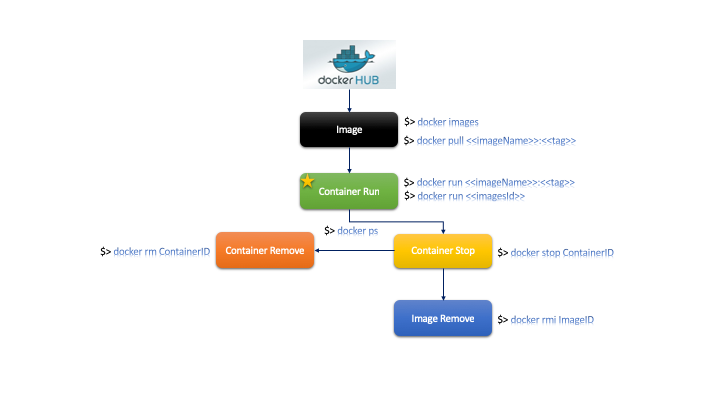 docker HUB
Image
$> docker images
$> docker pull <<imageName>>:<<tag>>
Container Run
$> docker run <<imageName>>:<<tag>>
$> docker run <<imagesId>>
$> docker ps
$> docker rm ContainerID
Container Remove
Container Stop
$> docker stop ContainerID
Image Remove
$> docker rmi ImageID